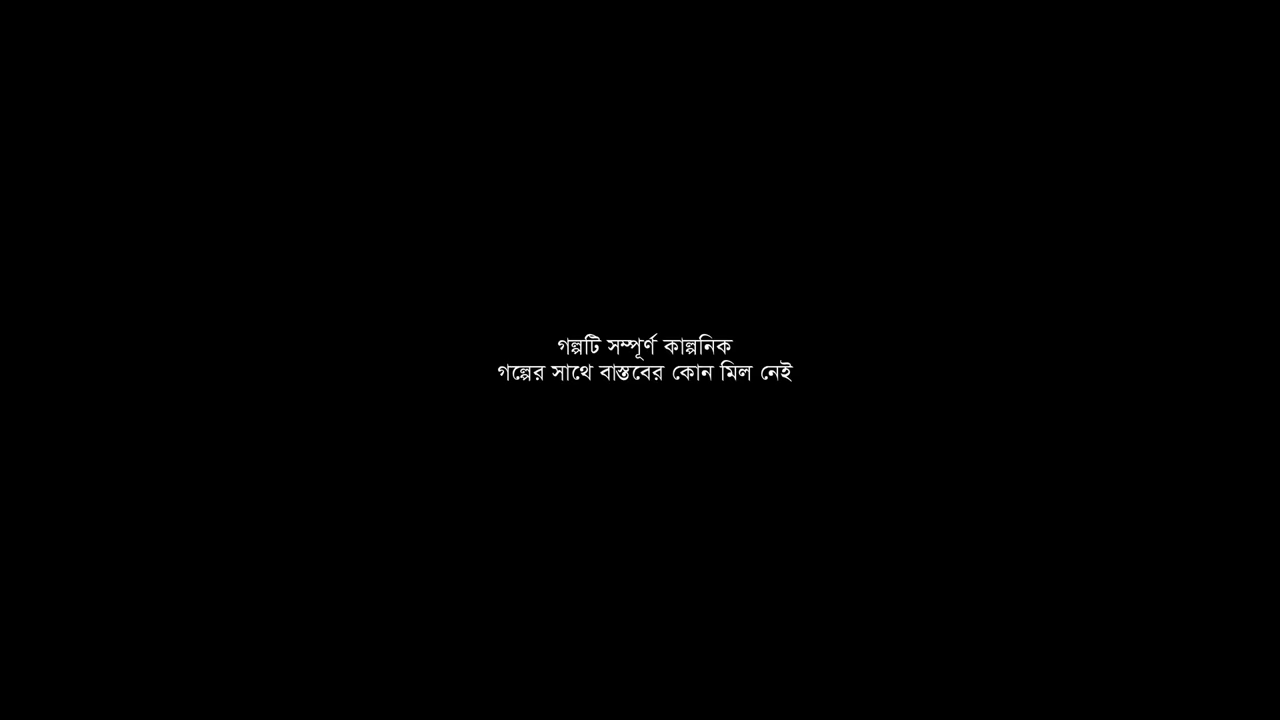 গল্পটি সম্পূর্ণ কাল্পনিক
গল্পের সাথে বাস্তবের কোন মিল নেই